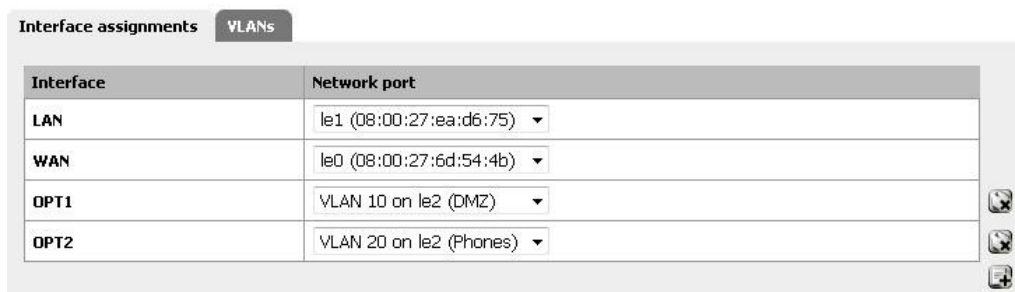 Interface assignments VLANs
Interface Network port
LAN le1 (08:00:27:ea:d6:75)
WAN le0 (08:00:27:6d:54:4b)
OPT1 VLAN 10 on le2 (DMZ)
OPT2 VLAN 20 on le2 (Phones)